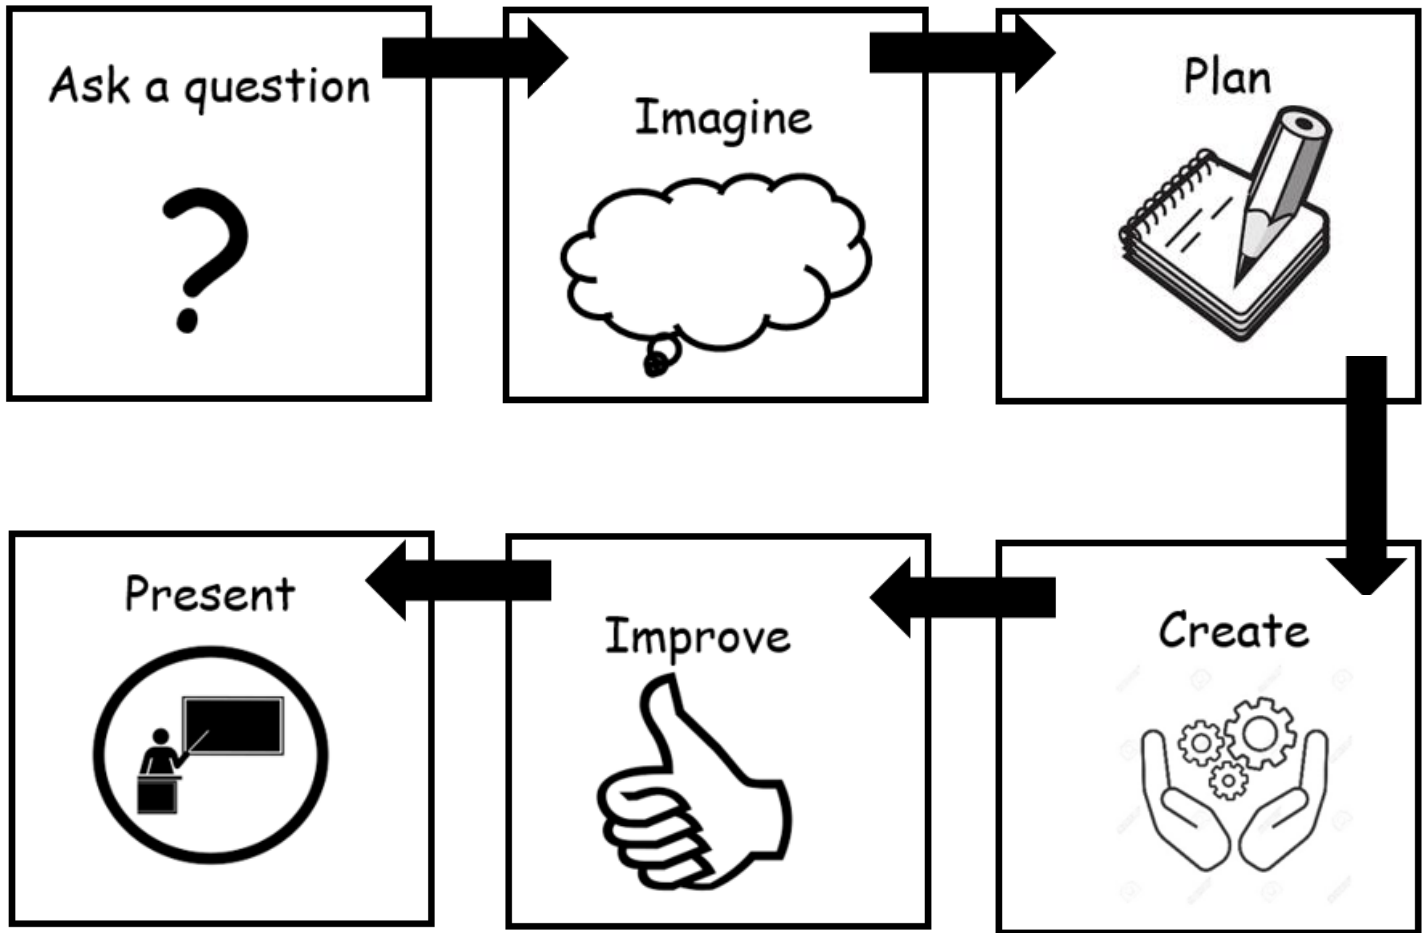 Ask a question
Imagine
Plan
Create
Improve
Present